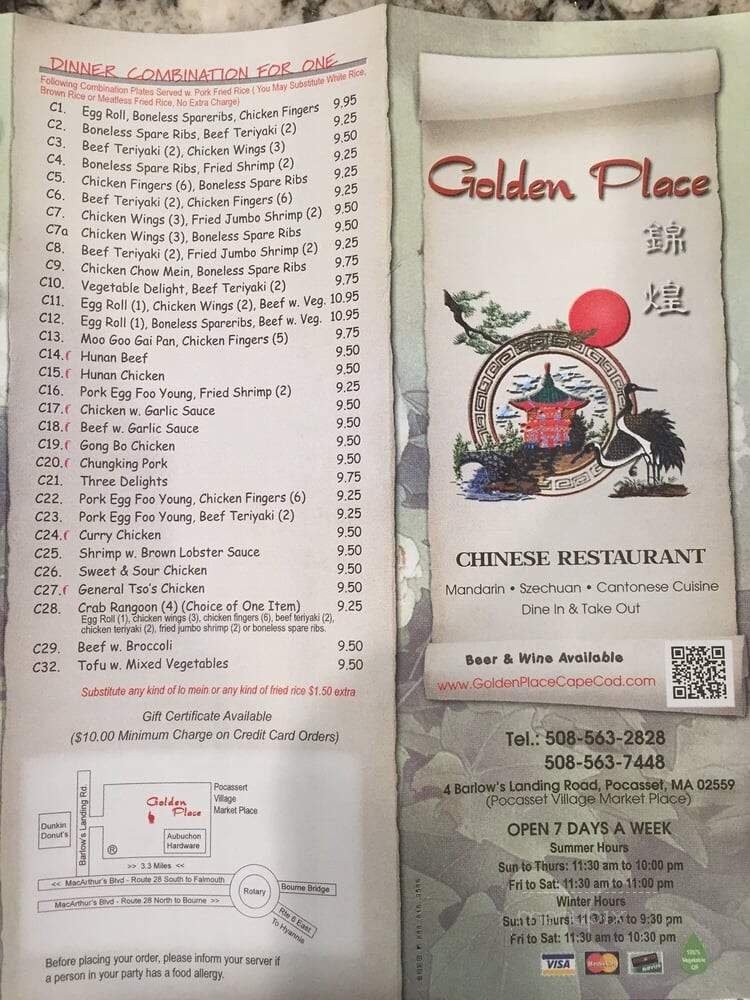 DINNER COMBINATION FOR ONE
Following Combination Plates Served w. Pork Fried Rice ( You May Substitute White Rice,
Brown Rice or Meatless Fried Rice, No Extra Charge)
C1. Egg Roll, Boneless Spareribs, Chicken Fingers 9.95
C2. Boneless Spare Ribs, Beef Teriyaki (2) 9.25
C3. Beef Teriyaki (2), Chicken Wings (3) 9.50
C4. Boneless Spare Ribs, Fried Shrimp (2) 9.25
C5. Chicken Fingers (6), Boneless Spare Ribs 9.25
C6. Beef Teriyaki (2), Chicken Fingers (6) 9.25
C7. Chicken Wings (3), Fried Jumbo Shrimp (2) 9.50
C7a Chicken Wings (3), Boneless Spare Ribs 9.50
C8. Beef Teriyaki (2), Fried Jumbo Shrimp (2) 9.25
C9. Chicken Chow Mein, Boneless Spare Ribs 9.75
C10. Vegetable Delight, Beef Teriyaki (2) 9.75
C11. Egg Roll (1), Chicken Wings (2), Beef w. Veg. 10.95
C12. Egg Roll (1), Boneless Spareribs, Beef w. Veg. 10.95
C13. Moo Goo Gai Pan, Chicken Fingers (5) 9.75
C14. Hunan Beef 9.50
C15. Hunan Chicken 9.50
C16. Pork Egg Foo Young, Fried Shrimp (2) 9.25
C17. Chicken w. Garlic Sauce 9.50
C18. Beef w. Garlic Sauce 9.50
C19. Gong Bo Chicken 9.50
C20. Chungking Pork 9.50
C21. Three Delights 9.75
C22. Pork Egg Foo Young, Chicken Fingers (6) 9.25
C23. Pork Egg Foo Young, Beef Teriyaki (2) 9.25
C24. Curry Chicken 9.50
C25. Shrimp w. Brown Lobster Sauce 9.50
C26. Sweet & Sour Chicken 9.50
C27. General Tso's Chicken 9.50
C28. Crab Rangoon (4) (Choice of One Item) 9.25
Egg Roll (1), chicken wings (3), chicken fingers (6), beef teriyaki (2),
chicken teriyaki (2), fried jumbo shrimp (2) or boneless spare ribs.
C29. Beef w. Broccoli 9.50
C32. Tofu w. Mixed Vegetables 9.50
Substitute any kind of lo mein or any kind of fried rice $1.50 extra
Gift Certificate Available
($10.00 Minimum Charge on Credit Card Orders)
Dunkin
Donut's
Barlow's Landing Rd.
Golden
Place
Pocassert
Village
Market Place
Aubuchon
Hardware
®
>> 3.3 Miles <<
<< MacArthur's Blvd - Route 28 South to Falmouth
MacArthur's Blvd - Route 28 North to Bourne >>
Rotary
Bourne Bridge
Rte 6 East
To Hyannis
Before placing your order, please inform your server if
a person in your party has a food allergy.
Golden Place
錦
煌
CHINESE RESTAURANT
Mandarin • Szechuan • Cantonese Cuisine
Dine In & Take Out
Beer & Wine Available
www.GoldenPlaceCapeCod.com
Tel.: 508-563-2828
508-563-7448
4 Barlow's Landing Road, Pocasset, MA 02559
(Pocasset Village Market Place)
OPEN 7 DAYS A WEEK
Summer Hours
Sun to Thurs: 11:30 am to 10:00 pm
Fri to Sat: 11:30 am to 11:00 pm
Winter Hours
Sun to Thurs: 11:30 am to 9:30 pm
Fri to Sat: 11:30 am to 10:30 pm
VISA
MasterCard
100%
Vegetable
Oil